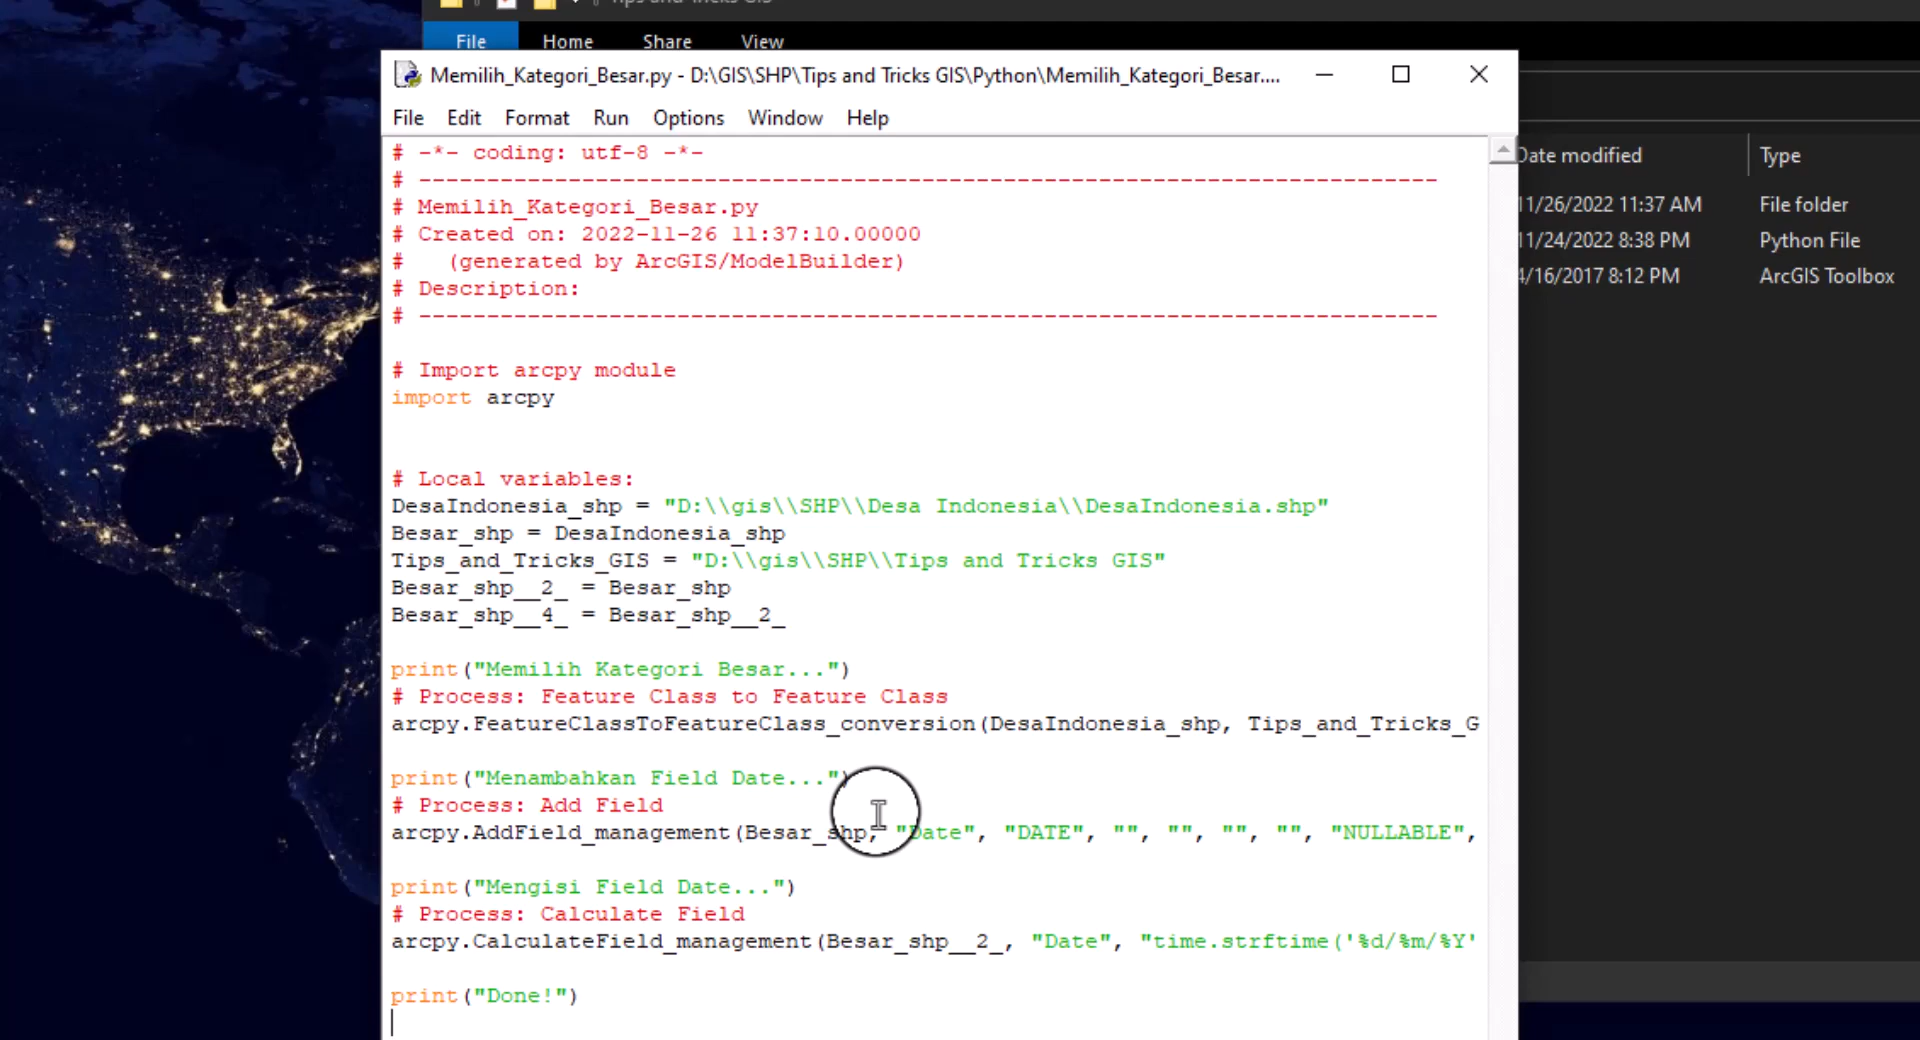 Tips and Tricks GIS
File Home Share View
Memilih_Kategori_Besar.py - D:\GIS\SHP\Tips and Tricks GIS\Python\Memilih_Kategori_Besar....
File Edit Format Run Options Window Help
# -*- coding: utf-8 -*-
# ---------------------------------------------------------------------------
# Memilih_Kategori_Besar.py
# Created on: 2022-11-26 11:37:10.00000
#   (generated by ArcGIS/ModelBuilder)
# Description:
# ---------------------------------------------------------------------------
# Import arcpy module
import arcpy
# Local variables:
DesaIndonesia_shp = "D:\\gis\\SHP\\Desa Indonesia\\DesaIndonesia.shp"
Besar_shp = DesaIndonesia_shp
Tips_and_Tricks_GIS = "D:\\gis\\SHP\\Tips and Tricks GIS"
Besar_shp__2_ = Besar_shp
Besar_shp__4_ = Besar_shp__2_
print("Memilih Kategori Besar...")
# Process: Feature Class to Feature Class
arcpy.FeatureClassToFeatureClass_conversion(DesaIndonesia_shp, Tips_and_Tricks_G
print("Menambahkan Field Date...")
# Process: Add Field
arcpy.AddField_management(Besar_shp, "Date", "DATE", "", "", "", "", "NULLABLE",
print("Mengisi Field Date...")
# Process: Calculate Field
arcpy.CalculateField_management(Besar_shp__2_, "Date", "time.strftime('%d/%m/%Y'
print("Done!")
Date modified Type
11/26/2022 11:37 AM File folder
11/24/2022 8:38 PM Python File
4/16/2017 8:12 PM ArcGIS Toolbox